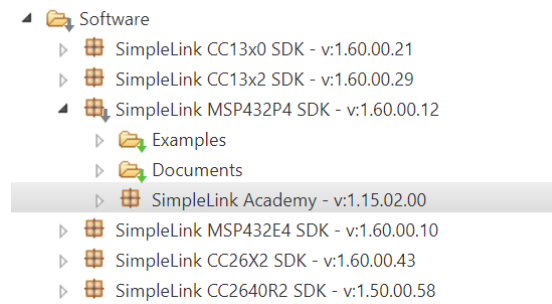 Software
SimpleLink CC13x0 SDK - v:1.60.00.21
SimpleLink CC13x2 SDK - v:1.60.00.29
SimpleLink MSP432P4 SDK - v:1.60.00.12
Examples
Documents
SimpleLink Academy - v:1.15.02.00
SimpleLink MSP432E4 SDK - v:1.60.00.10
SimpleLink CC26X2 SDK - v:1.60.00.43
SimpleLink CC2640R2 SDK - v:1.50.00.58